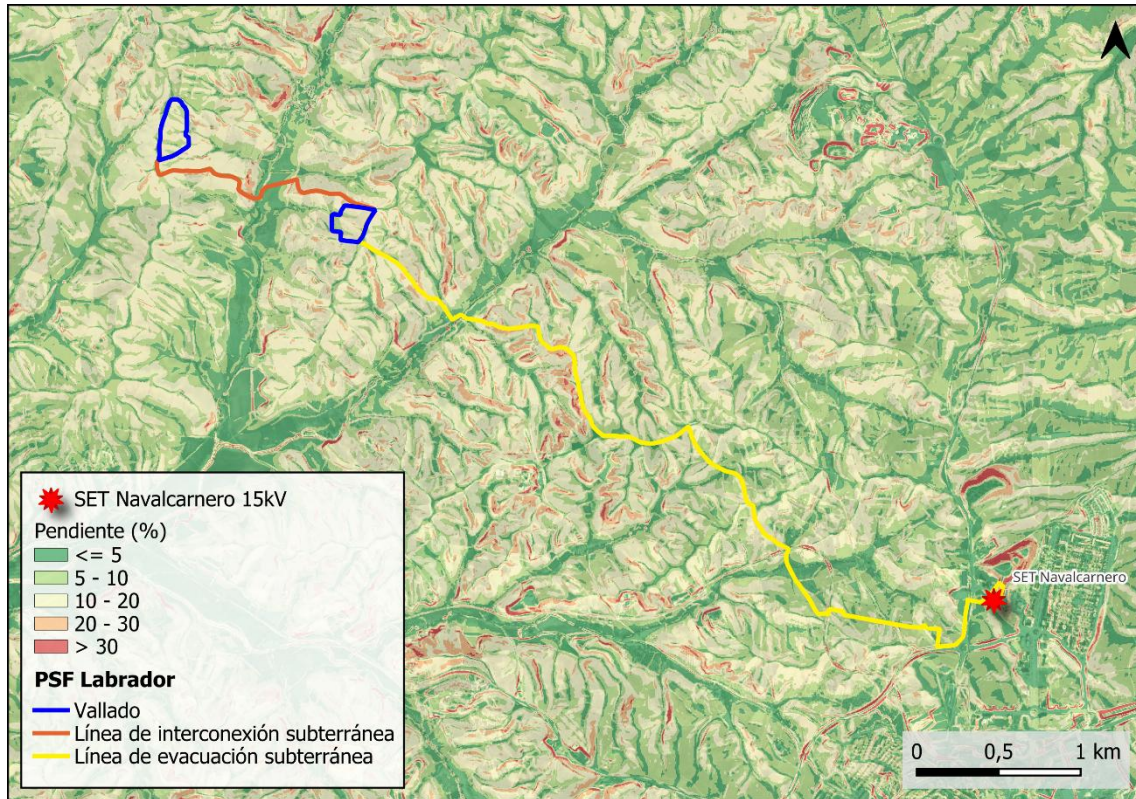 SET Navalcarnero
SET Navalcarnero 15kV
Pendiente (%)
<= 5
5 - 10
10 - 20
20 - 30
> 30
PSF Labrador
Vallado
Línea de interconexión subterránea
Línea de evacuación subterránea
0 0,5 1 km